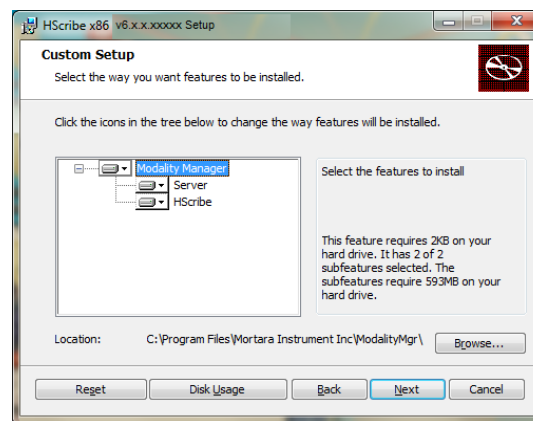 HScribe x86 v6.x.x.xxxxx Setup
Custom Setup
Select the way you want features to be installed.
Click the icons in the tree below to change the way features will be installed.
Modality Manager
Server
HScribe
Select the features to install
This feature requires 2KB on your
hard drive. It has 2 of 2
subfeatures selected. The
subfeatures require 593MB on your
hard drive.
Location: C:\Program Files\Mortara Instrument Inc\ModalityMgr\ Browse...
Reset Disk Usage Back Next Cancel